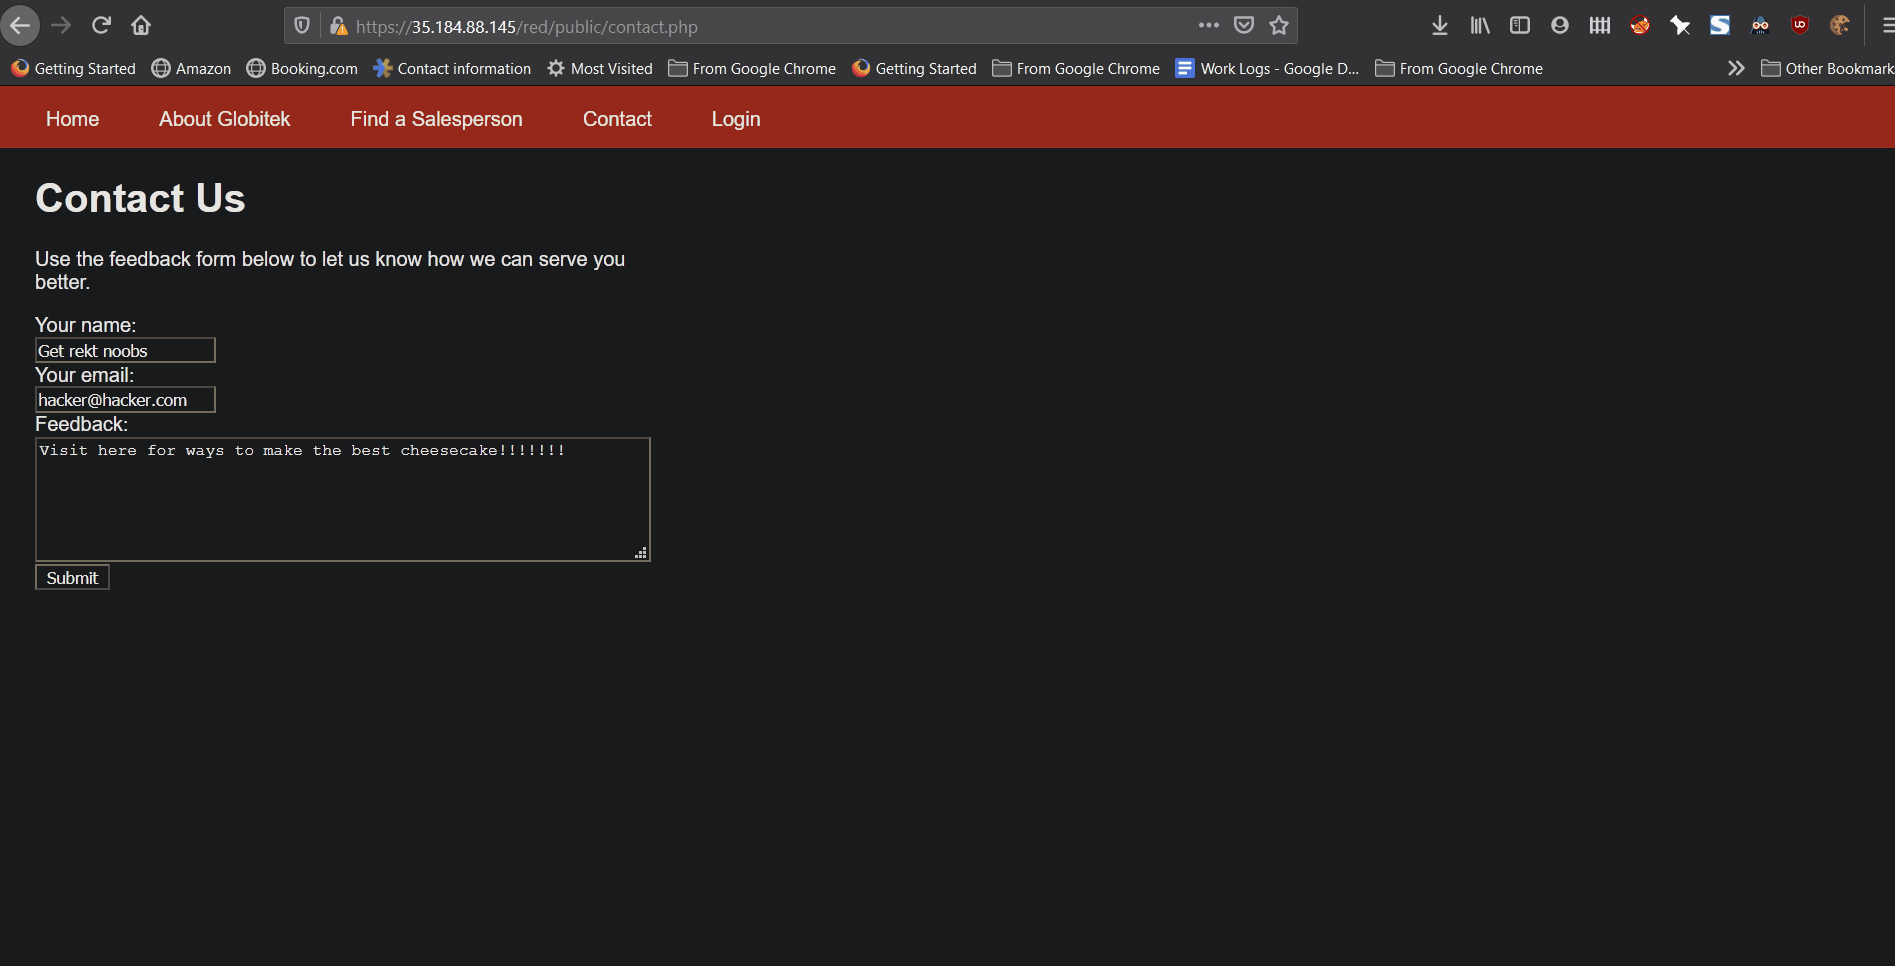 https://35.184.88.145/red/public/contact.php
Getting Started Amazon Booking.com Contact information Most Visited From Google Chrome Getting Started From Google Chrome Work Logs - Google D... From Google Chrome Other Bookmark
Home About Globitek Find a Salesperson Contact Login
Contact Us
Use the feedback form below to let us know how we can serve you
better.
Your name:
Get rekt noobs
Your email:
hacker@hacker.com
Feedback:
Visit here for ways to make the best cheesecake!!!!!!!
Submit